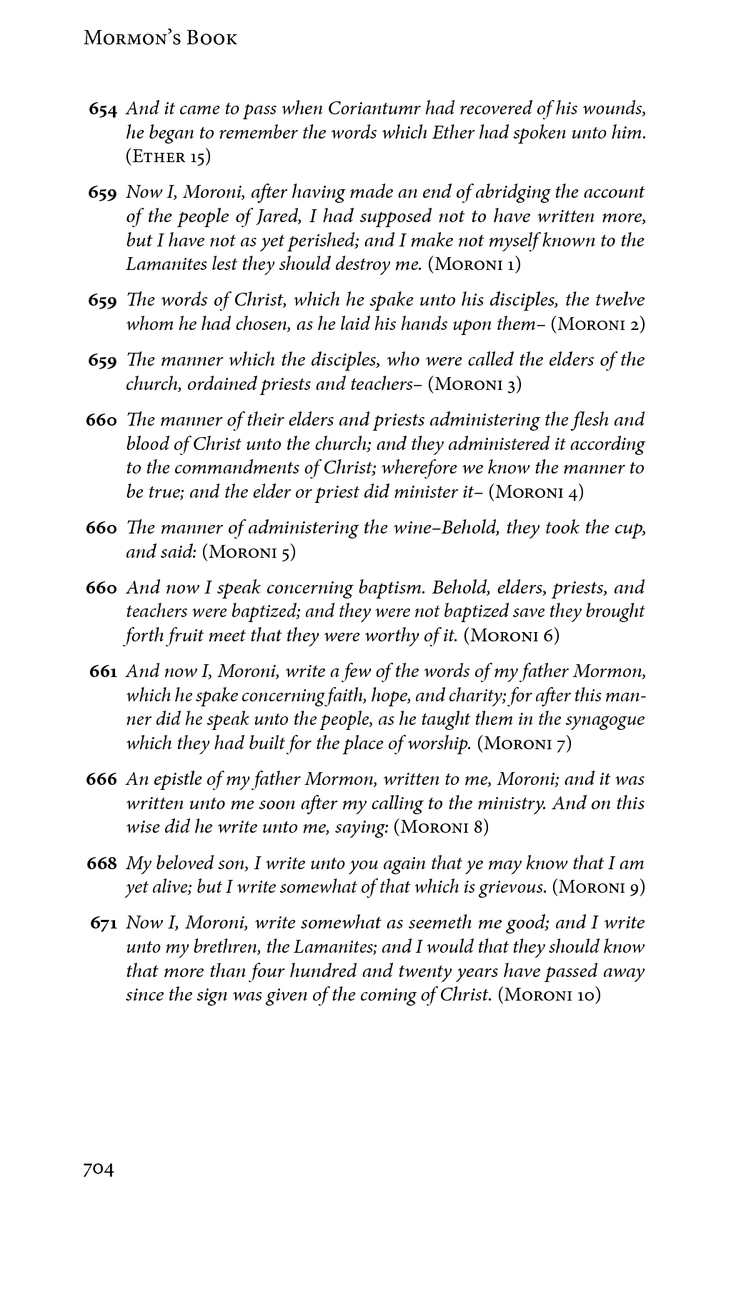 Mormon's Book
654 And it came to pass when Coriantumr had recovered of his wounds,
he began to remember the words which Ether had spoken unto him.
(Ether 15)
659 Now I, Moroni, after having made an end of abridging the account
of the people of Jared, I had supposed not to have written more,
but I have not as yet perished; and I make not myself known to the
Lamanites lest they should destroy me. (Moroni 1)
659 The words of Christ, which he spake unto his disciples, the twelve
whom he had chosen, as he laid his hands upon them– (Moroni 2)
659 The manner which the disciples, who were called the elders of the
church, ordained priests and teachers– (Moroni 3)
660 The manner of their elders and priests administering the flesh and
blood of Christ unto the church; and they administered it according
to the commandments of Christ; wherefore we know the manner to
be true; and the elder or priest did minister it– (Moroni 4)
660 The manner of administering the wine–Behold, they took the cup,
and said: (Moroni 5)
660 And now I speak concerning baptism. Behold, elders, priests, and
teachers were baptized; and they were not baptized save they brought
forth fruit meet that they were worthy of it. (Moroni 6)
661 And now I, Moroni, write a few of the words of my father Mormon,
which he spake concerning faith, hope, and charity; for after this man-
ner did he speak unto the people, as he taught them in the synagogue
which they had built for the place of worship. (Moroni 7)
666 An epistle of my father Mormon, written to me, Moroni; and it was
written unto me soon after my calling to the ministry. And on this
wise did he write unto me, saying: (Moroni 8)
668 My beloved son, I write unto you again that ye may know that I am
yet alive; but I write somewhat of that which is grievous. (Moroni 9)
671 Now I, Moroni, write somewhat as seemeth me good; and I write
unto my brethren, the Lamanites; and I would that they should know
that more than four hundred and twenty years have passed away
since the sign was given of the coming of Christ. (Moroni 10)
704